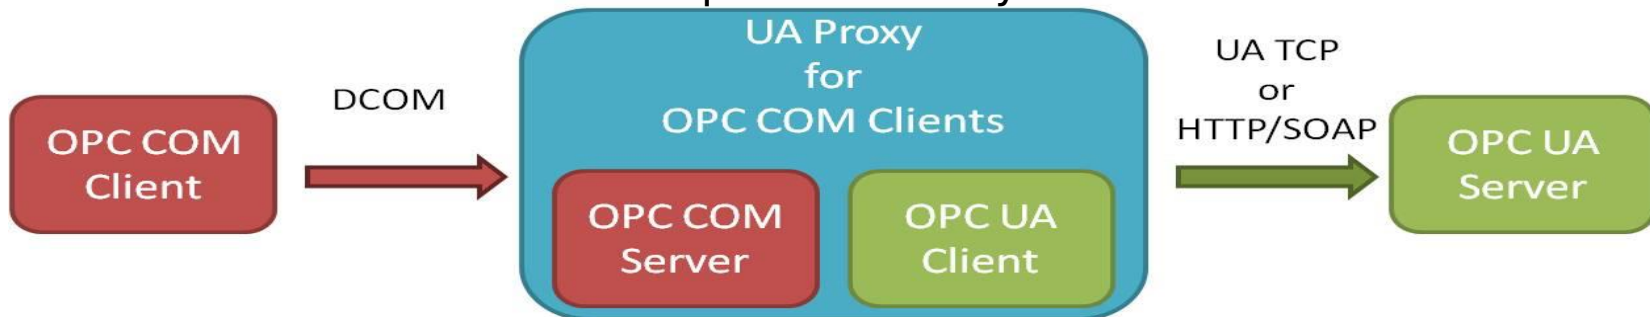 UA Proxy
for
OPC COM Clients
OPC COM
Client
DCOM
OPC COM
Server
OPC UA
Client
UA TCP
or
HTTP/SOAP
OPC UA
Server